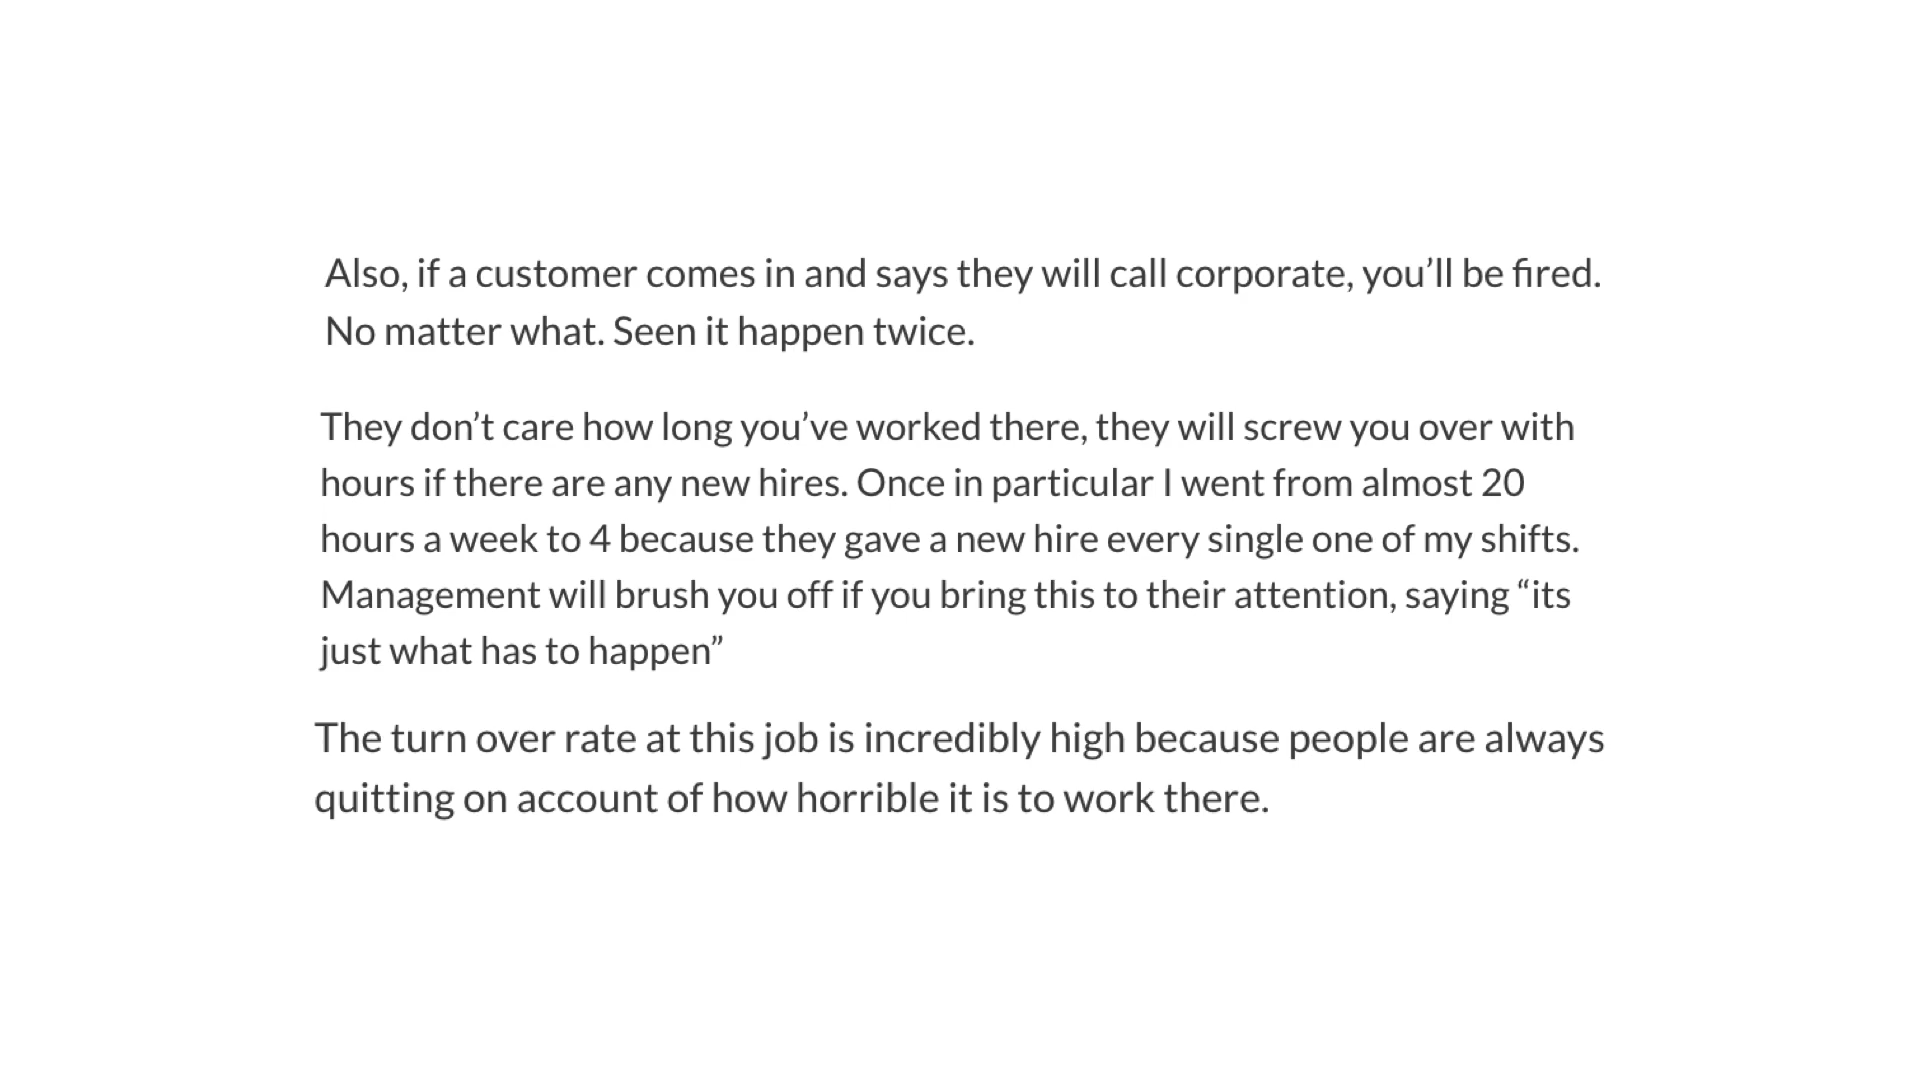 Also, if a customer comes in and says they will call corporate, you’ll be fired.
No matter what. Seen it happen twice.
They don’t care how long you’ve worked there, they will screw you over with
hours if there are any new hires. Once in particular I went from almost 20
hours a week to 4 because they gave a new hire every single one of my shifts.
Management will brush you off if you bring this to their attention, saying “its
just what has to happen”
The turn over rate at this job is incredibly high because people are always
quitting on account of how horrible it is to work there.